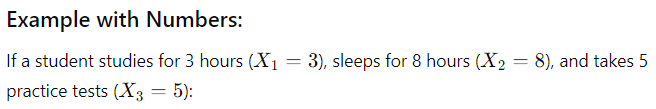 Example with Numbers:
If a student studies for 3 hours (X₁ = 3), sleeps for 8 hours (X₂ = 8), and takes 5
practice tests (X₃ = 5):